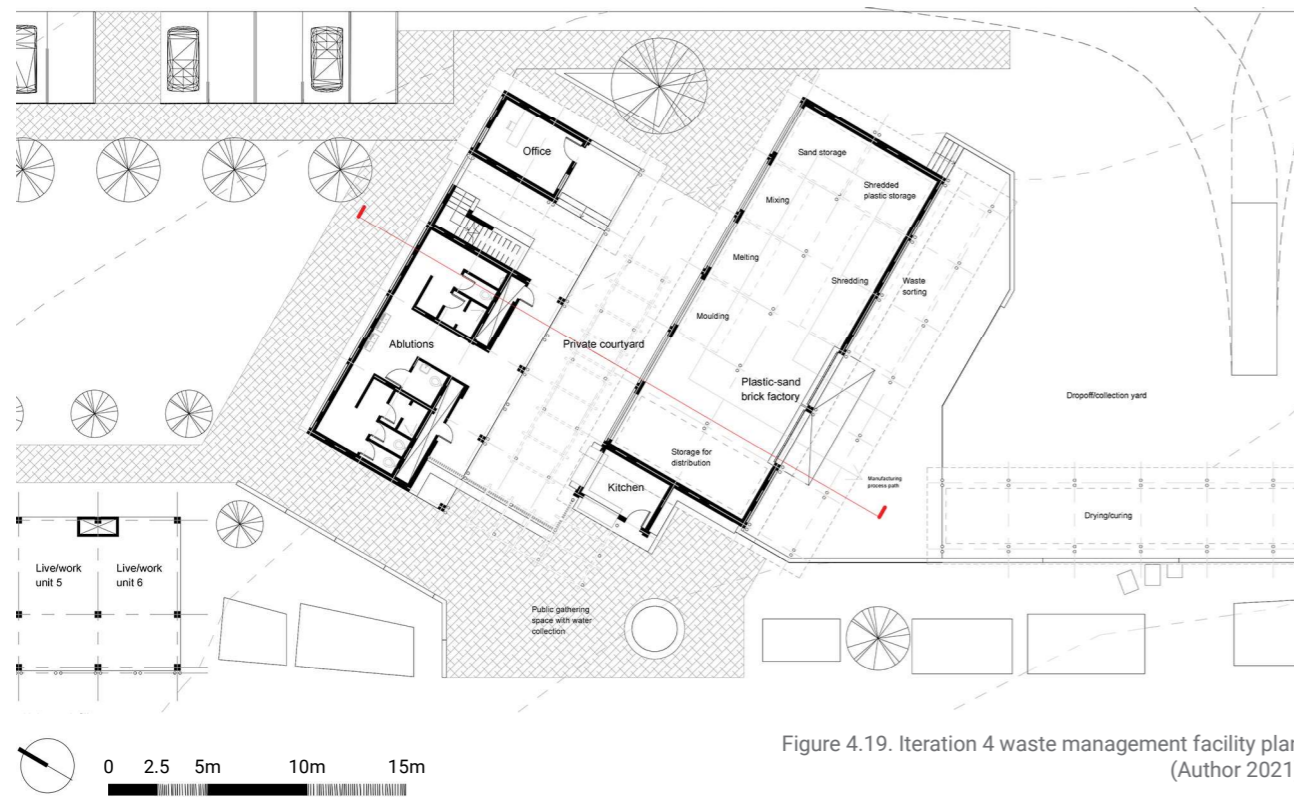 Office
Sand storage
Shredded
plastic storage
Mixing
Melting
Shredding
Waste
sorting
Moulding
Ablutions
Private courtyard
Plastic-sand
brick factory
Dropoff/collection yard
Storage for
distribution
Kitchen
Manufacturing
process path
Drying/curing
Live/work
unit 5
Live/work
unit 6
Public gathering
space with water
collection
0 2.5 5m 10m 15m
Figure 4.19. Iteration 4 waste management facility plan
(Author 2021